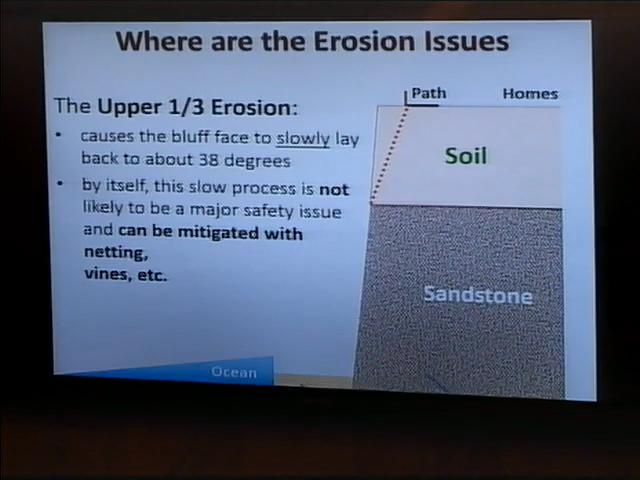 Where are the Erosion Issues
The Upper 1/3 Erosion:
• causes the bluff face to slowly lay
back to about 38 degrees
• by itself, this slow process is not
likely to be a major safety issue
and can be mitigated with
netting,
vines, etc.
Path Homes
Soil
Sandstone
Ocean